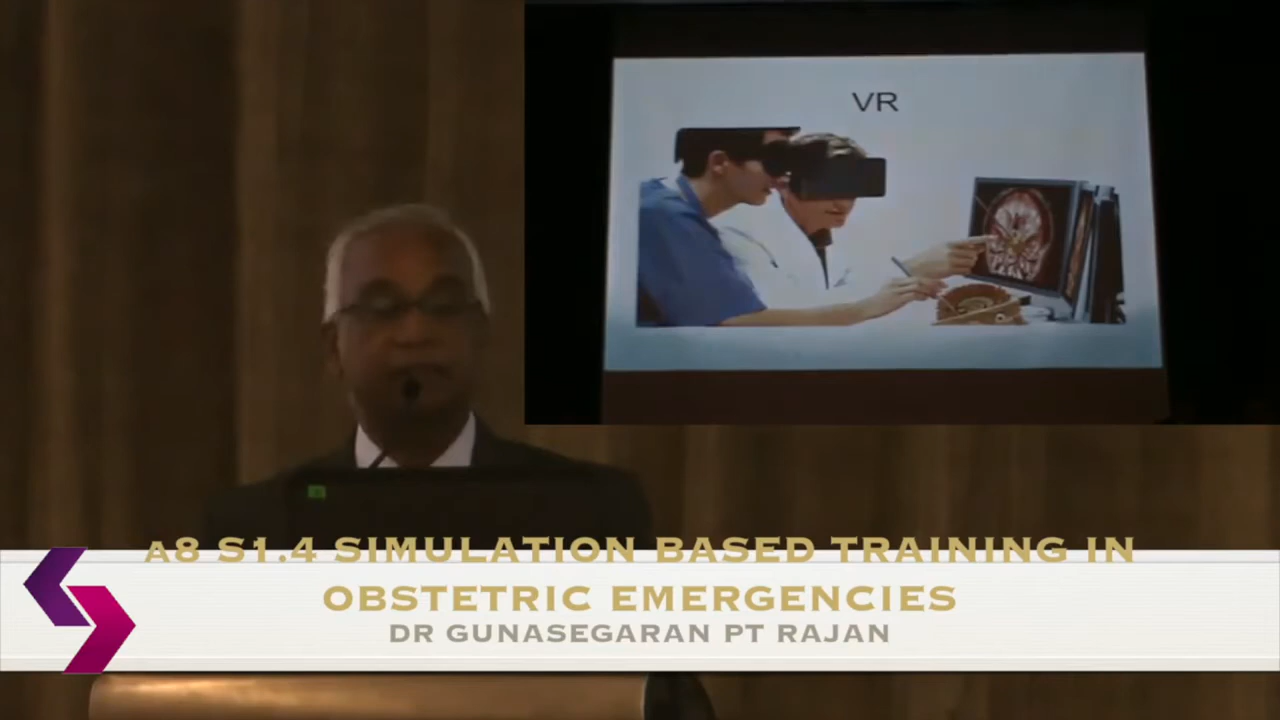 VR
A8 S1.4 SIMULATION BASED TRAINING IN
OBSTETRIC EMERGENCIES
DR GUNASEGARAN PT RAJAN